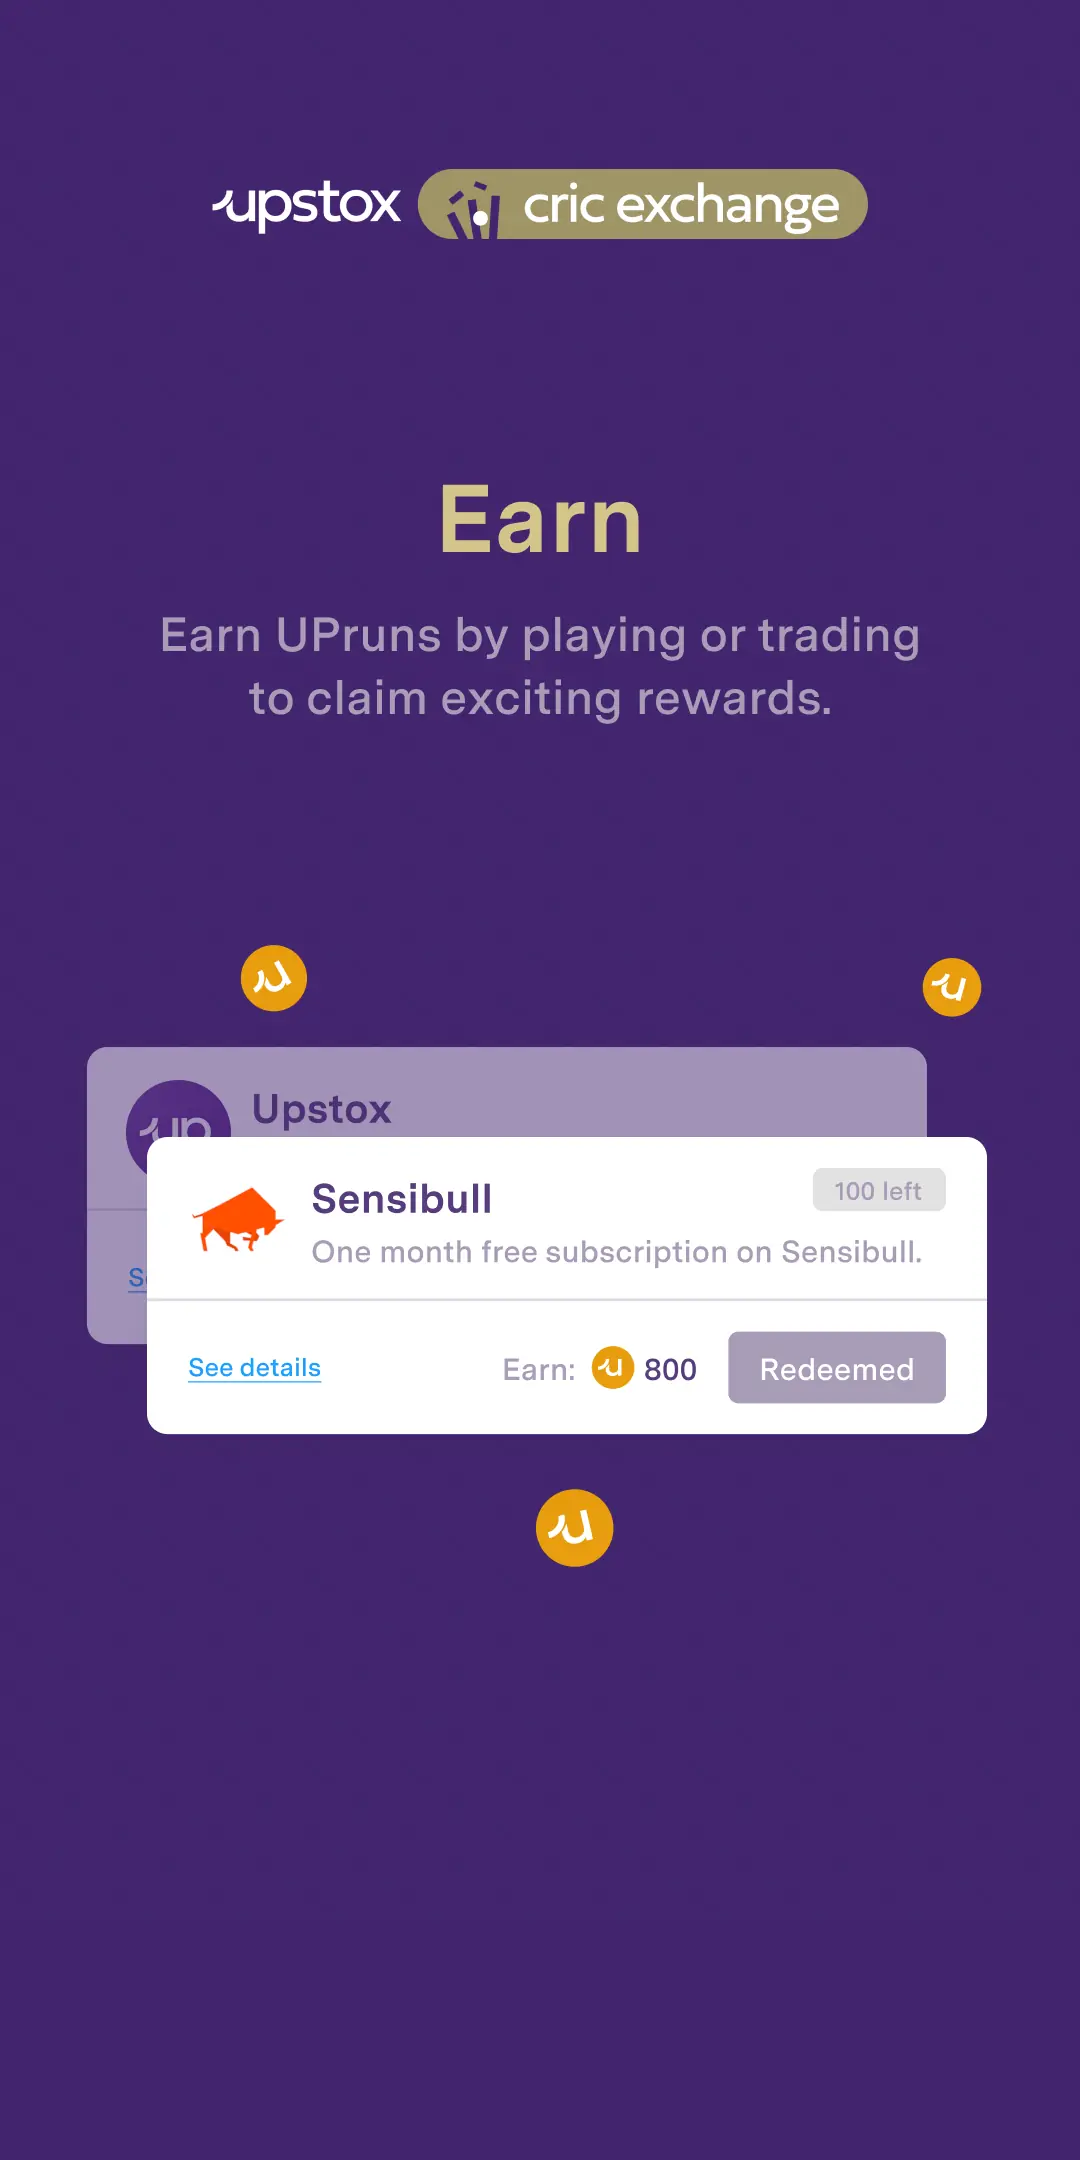 upstox cric exchange
Earn
Earn UPruns by playing or trading
to claim exciting rewards.
up
Upstox
Sensibull
100 left
One month free subscription on Sensibull.
See details
Earn: 800
Redeemed